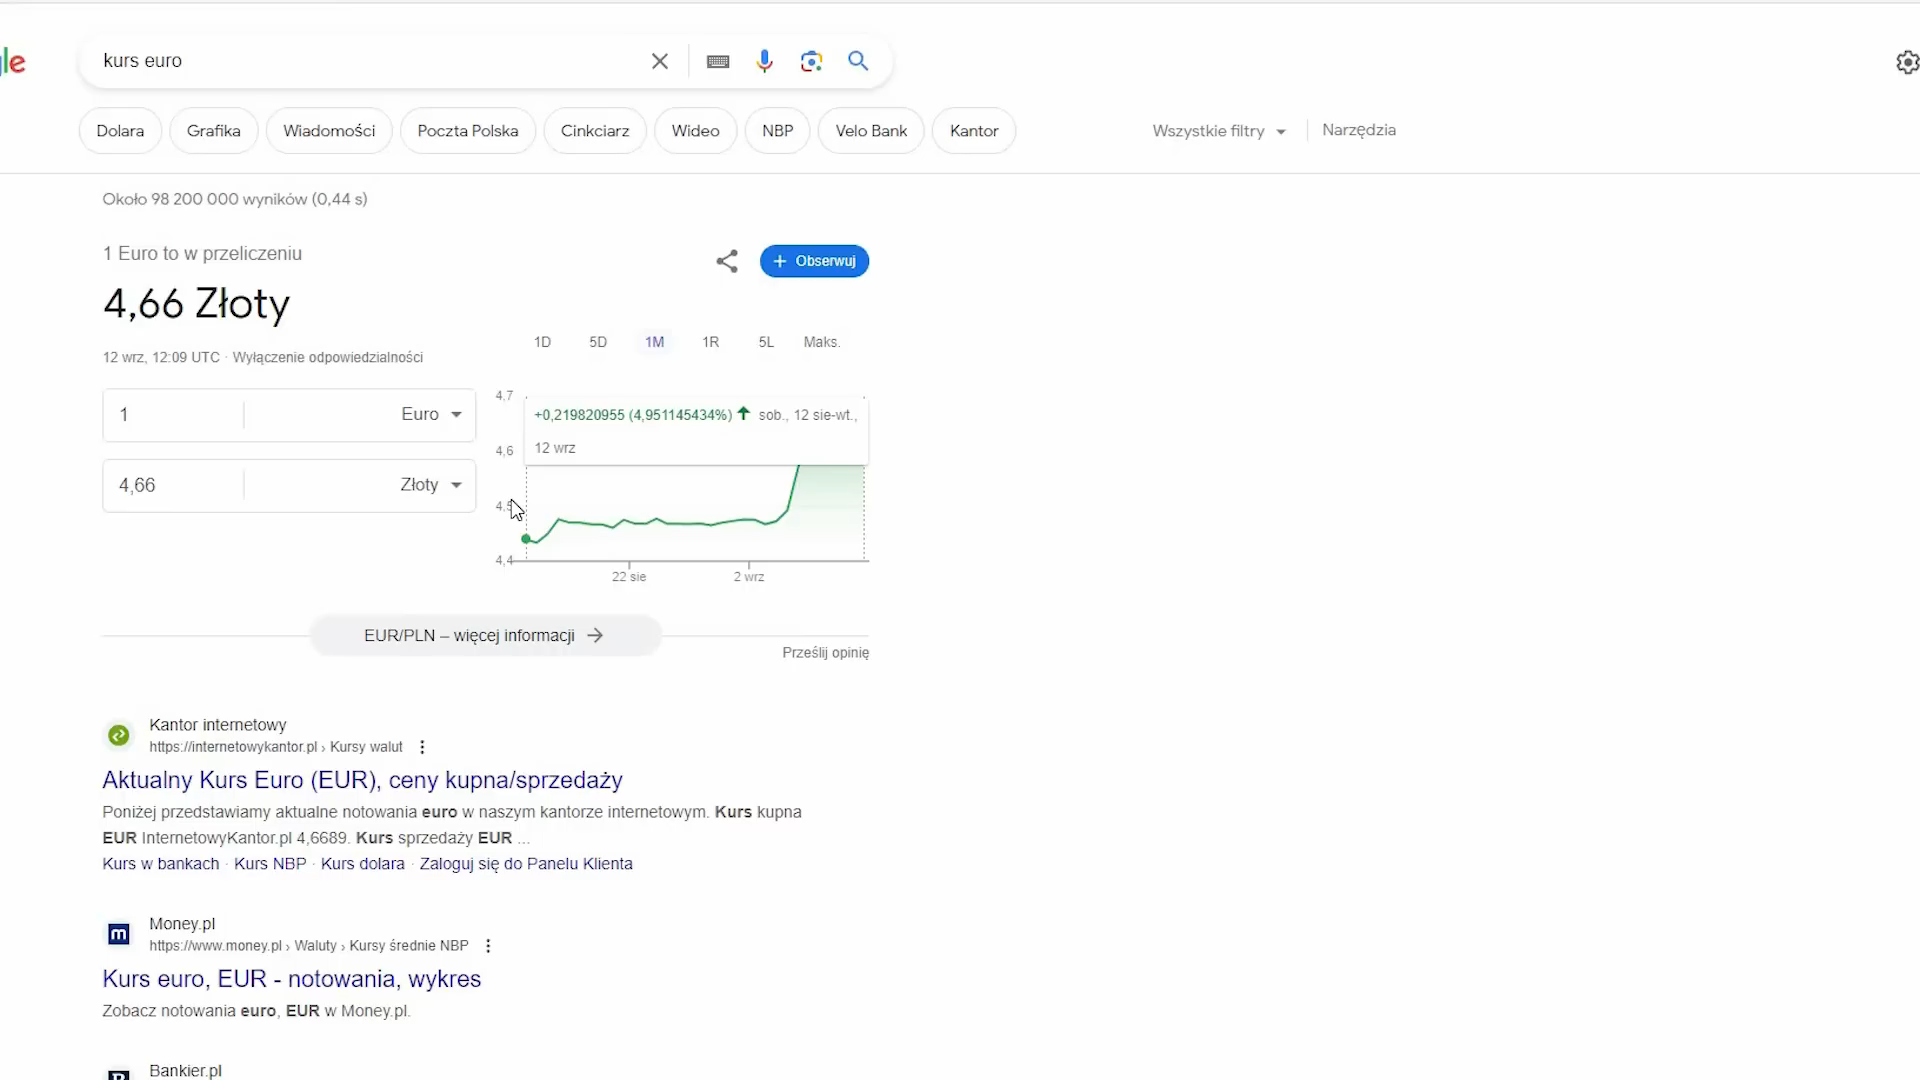 le
kurs euro
Dolara
Grafika
Wiadomości
Poczta Polska
Cinkciarz
Wideo
NBP
Velo Bank
Kantor
Wszystkie filtry
Narzędzia
Około 98 200 000 wyników (0,44 s)
1 Euro to w przeliczeniu
4,66 Złoty
12 wrz, 12:09 UTC · Wyłączenie odpowiedzialności
Obserwuj
1D 5D 1M 1R 5L Maks.
1 Euro
4,66 Złoty
4,7
+0,219820955 (4,951145434%) sob., 12 sie-wt.,
12 wrz
4,6
4,4
22 sie
2 wrz
EUR/PLN – więcej informacji
Prześlij opinię
Kantor internetowy
https://internetowykantor.pl › Kursy walut
Aktualny Kurs Euro (EUR), ceny kupna/sprzedaży
Poniżej przedstawiamy aktualne notowania euro w naszym kantorze internetowym. Kurs kupna
EUR InternetowyKantor.pl 4,6689. Kurs sprzedaży EUR ...
Kurs w bankach · Kurs NBP · Kurs dolara · Zaloguj się do Panelu Klienta
m
Money.pl
https://www.money.pl › Waluty › Kursy średnie NBP
Kurs euro, EUR - notowania, wykres
Zobacz notowania euro, EUR w Money.pl.
Bankier.pl